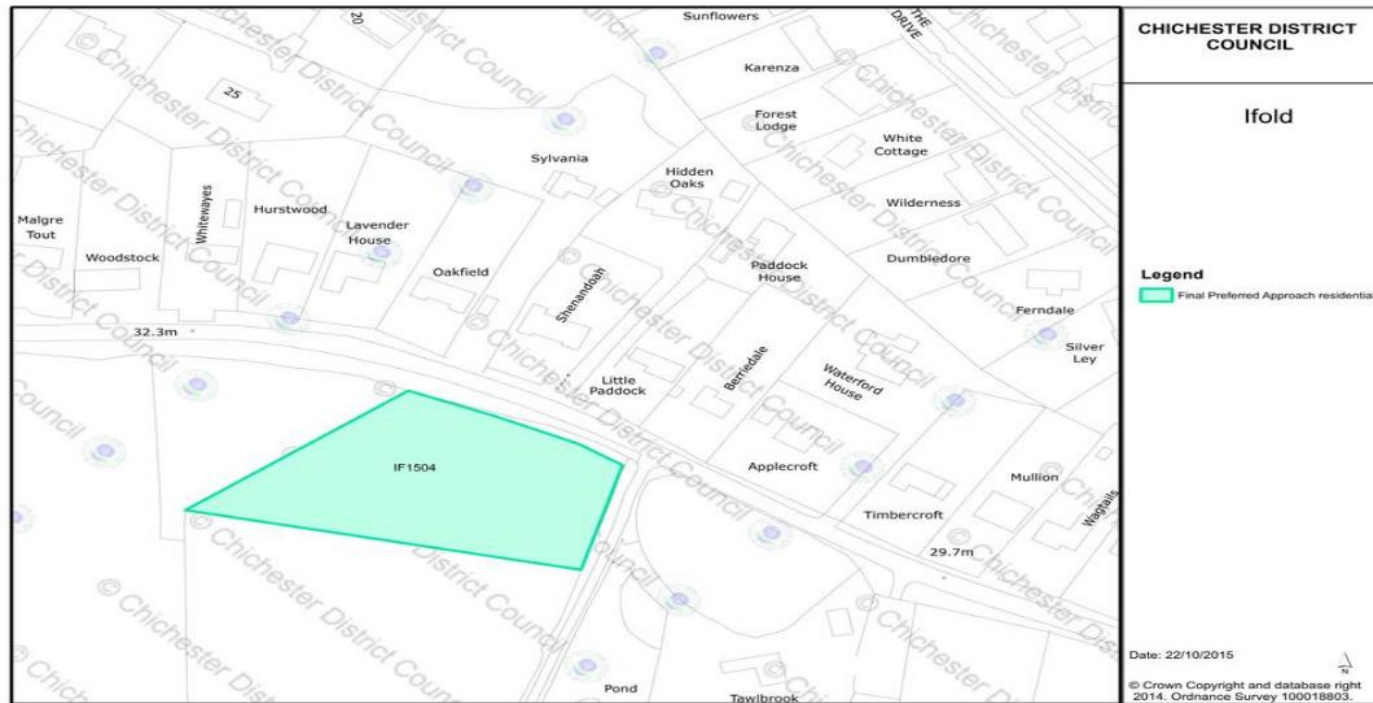 CHICHESTER DISTRICT
COUNCIL
Ifold
Legend
Final Preferred Approach residential
Date: 22/10/2015
© Crown Copyright and database right
2014. Ordnance Survey 100018803.
20
Sunflowers
THE
DRIVE
Karenza
25
Forest
Lodge
White
Cottage
Sylvania
Hidden
Oaks
Wilderness
Malgre
Tout
Whitewayes
Hurstwood
Lavender
House
Woodstock
Oakfield
Shenandoah
Paddock
House
Dumbledore
Ferndale
Silver
Ley
32.3m
Little
Paddock
Berriedale
Waterford
House
IF1504
Applecroft
Mullion
Wagtails
Timbercroft
29.7m
Pond
Tawlbrook
© Chichester District Council